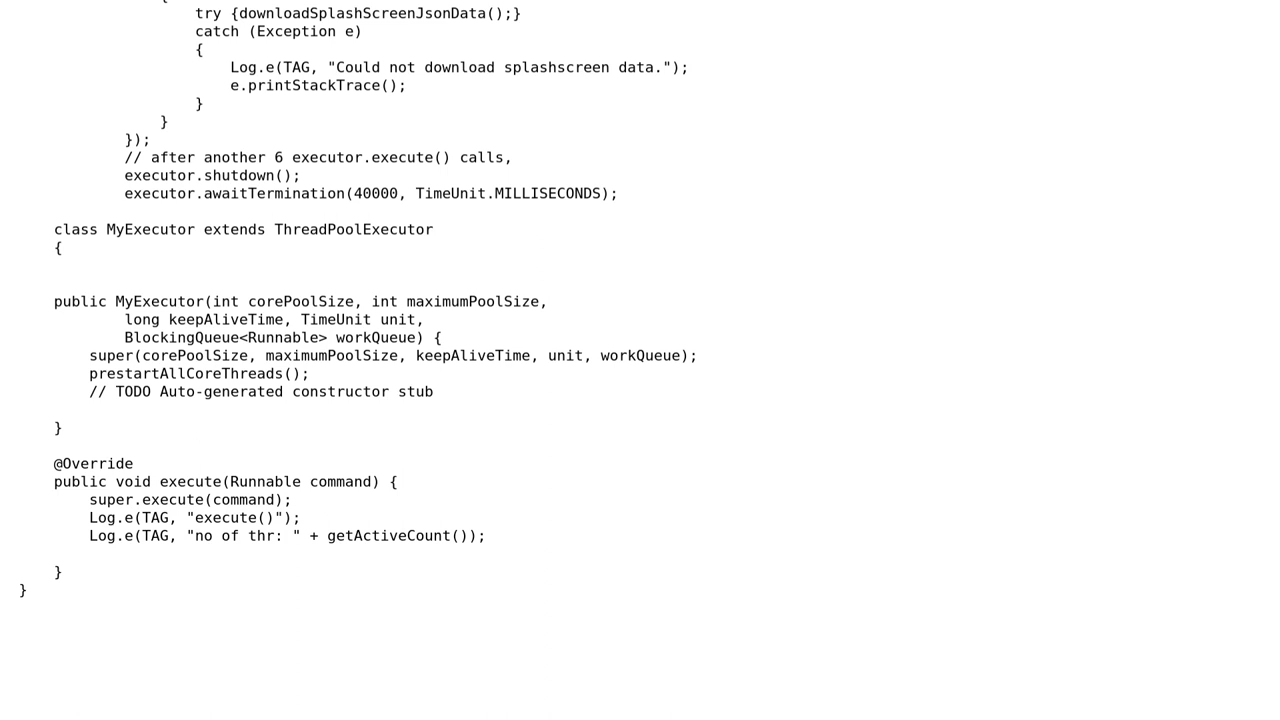 try {downloadSplashScreenJsonData();}
catch (Exception e)
{
Log.e(TAG, "Could not download splashscreen data.");
e.printStackTrace();
}
}
});
// after another 6 executor.execute() calls,
executor.shutdown();
executor.awaitTermination(40000, TimeUnit.MILLISECONDS);
class MyExecutor extends ThreadPoolExecutor
{
public MyExecutor(int corePoolSize, int maximumPoolSize,
long keepAliveTime, TimeUnit unit,
BlockingQueue<Runnable> workQueue) {
super(corePoolSize, maximumPoolSize, keepAliveTime, unit, workQueue);
prestartAllCoreThreads();
// TODO Auto-generated constructor stub
}
@Override
public void execute(Runnable command) {
super.execute(command);
Log.e(TAG, "execute()");
Log.e(TAG, "no of thr: " + getActiveCount());
}
}